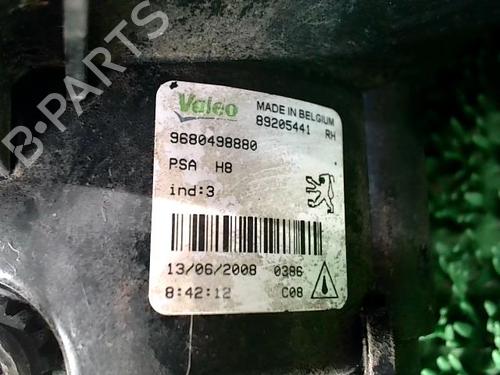 B-PARTS
Valeo
MADE IN BELGIUM
89205441 RH
9680498880
PSA H8
ind:3
13/06/2008 0386
8:42:12 C08